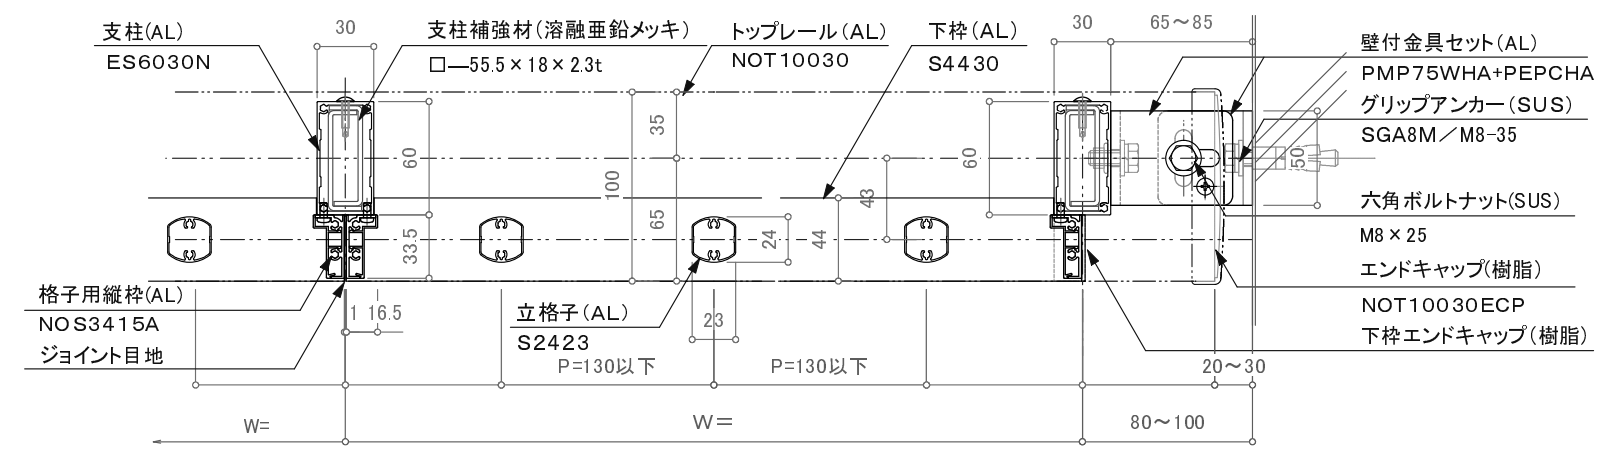 支柱(AL)
ES6030N
30
支柱補強材(溶融亜鉛メッキ)
□—55.5×18×2.3t
トップレール(AL)
NOT10030
下枠(AL)
S4430
30
65～85
壁付金具セット(AL)
PMP75WHA+PEPCHA
グリップアンカー(SUS)
SGA8M／M8-35
60
35
100
65
60
43
50
六角ボルトナット(SUS)
M8×25
33.5
24
44
エンドキャップ(樹脂)
NOT10030ECP
下枠エンドキャップ(樹脂)
格子用縦枠(AL)
NOS3415A
ジョイント目地
1
16.5
立格子(AL)
S2423
23
P=130以下
P=130以下
20～30
W=
W=
80～100